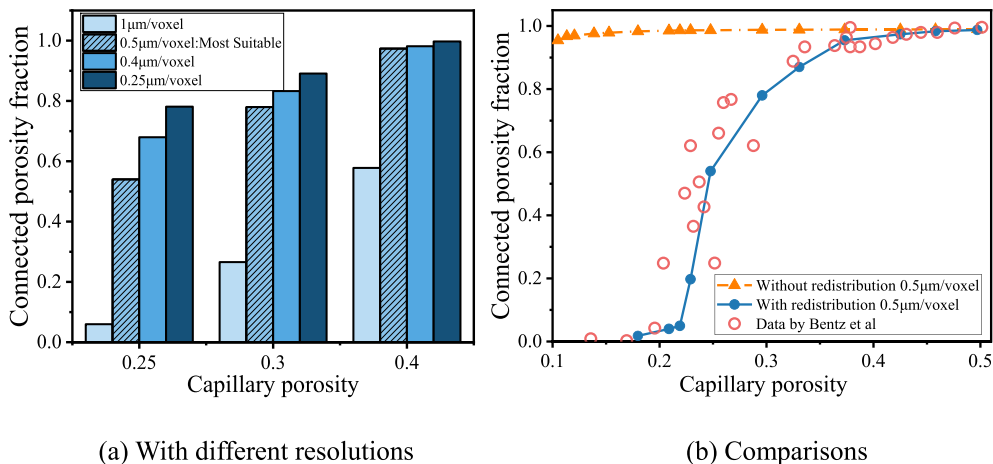 1μm/voxel
0.5μm/voxel:Most Suitable
0.4μm/voxel
0.25μm/voxel
1.0
0.8
0.6
0.4
0.2
0.0
0.25
0.3
0.4
Connected porosity fraction
Capillary porosity
(a) With different resolutions
1.0
0.8
0.6
0.4
0.2
0.0
0.1
0.2
0.3
0.4
0.5
Connected porosity fraction
Without redistribution 0.5μm/voxel
With redistribution 0.5μm/voxel
Data by Bentz et al
Capillary porosity
(b) Comparisons